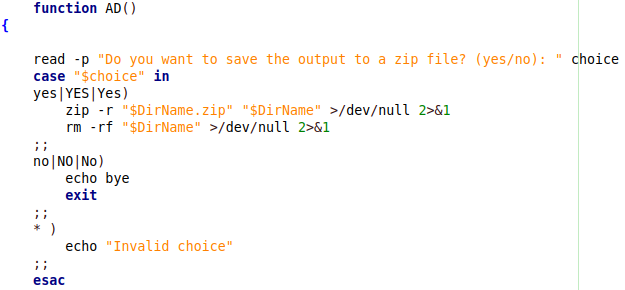 function AD()
{
read -p "Do you want to save the output to a zip file? (yes/no): " choice
case "$choice" in
yes|YES|Yes)
zip -r "$DirName.zip" "$DirName" >/dev/null 2>&1
rm -rf "$DirName" >/dev/null 2>&1
;;
no|NO|No)
echo bye
exit
;;
* )
echo "Invalid choice"
;;
esac